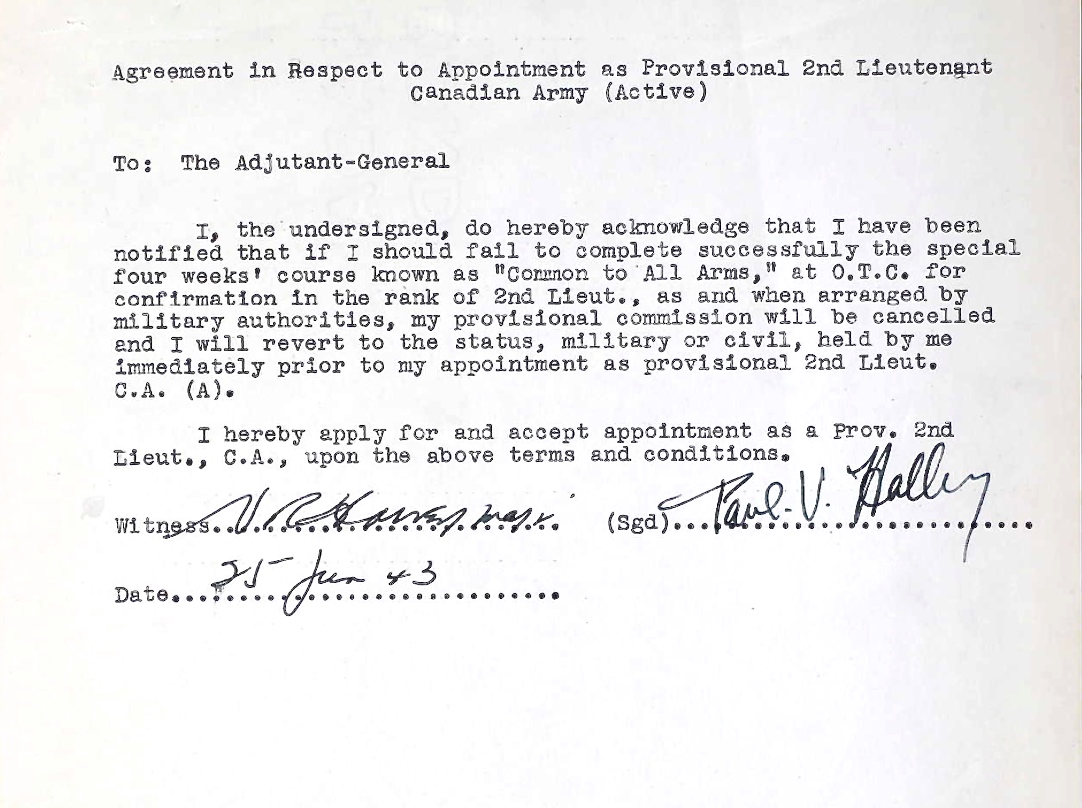 Agreement in Respect to Appointment as Provisional 2nd Lieutenant
Canadian Army (Active)
To: The Adjutant-General
I, the undersigned, do hereby acknowledge that I have been
notified that if I should fail to complete successfully the special
four weeks' course known as "Common to All Arms," at O.T.C. for
confirmation in the rank of 2nd Lieut., as and when arranged by
military authorities, my provisional commission will be cancelled
and I will revert to the status, military or civil, held by me
immediately prior to my appointment as provisional 2nd Lieut.
C.A. (A).
I hereby apply for and accept appointment as a Prov. 2nd
Lieut., C.A., upon the above terms and conditions.
Witness.. (Sgd)... Paul. V. Halley
Date.... 25 Jun 43